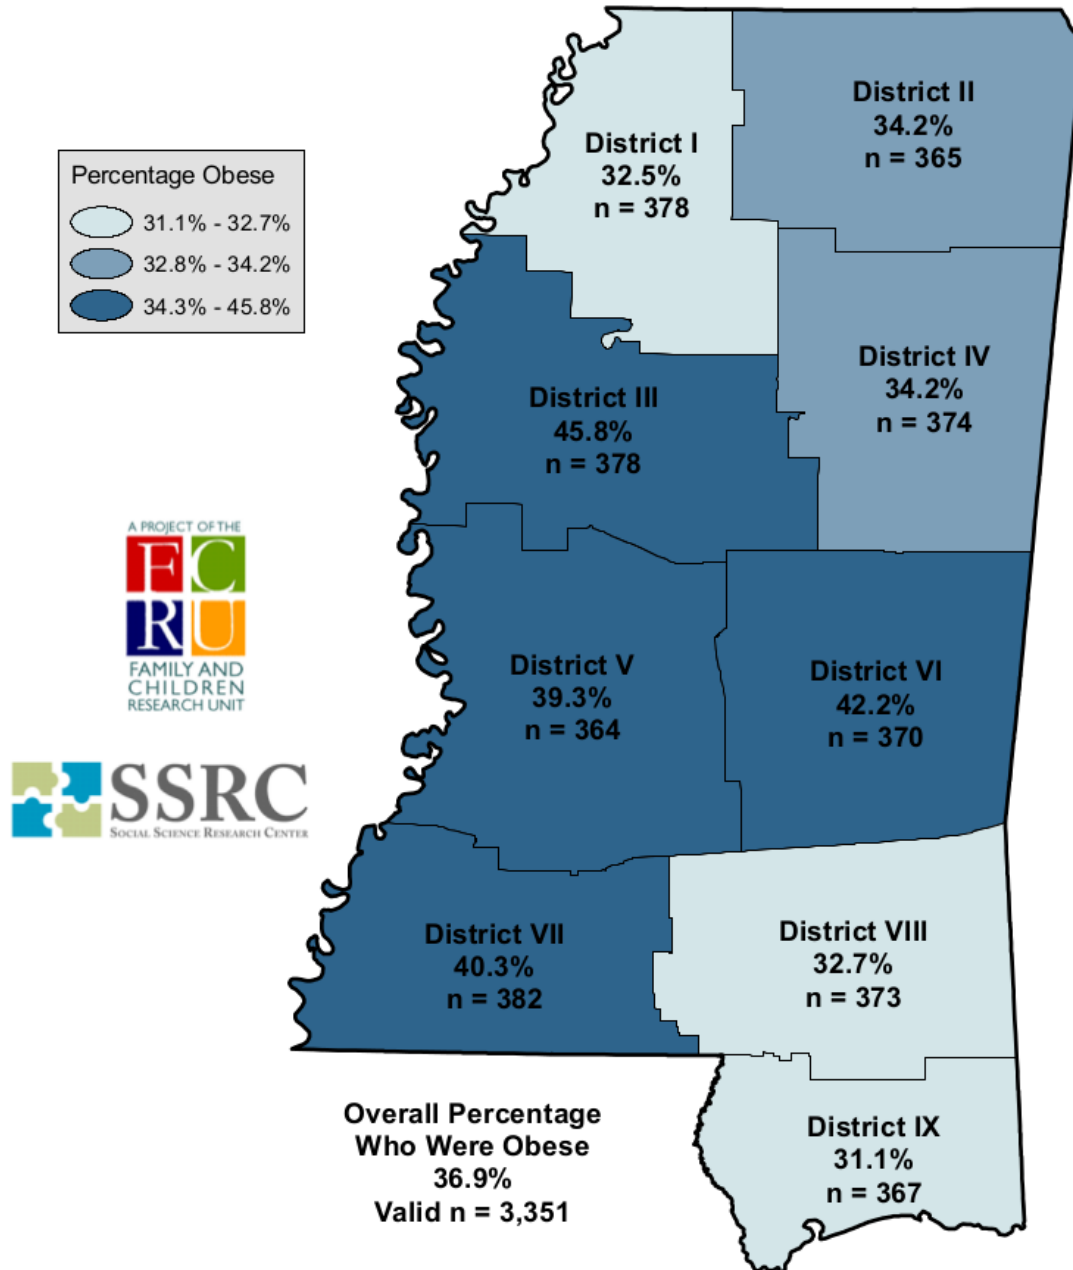 District II
34.2%
n = 365
District I
32.5%
n = 378
Percentage Obese
31.1% - 32.7%
32.8% - 34.2%
34.3% - 45.8%
District IV
34.2%
n = 374
District III
45.8%
n = 378
A PROJECT OF THE
FC
RU
FAMILY AND
CHILDREN
RESEARCH UNIT
District V
39.3%
n = 364
District VI
42.2%
n = 370
SSRC
SOCIAL SCIENCE RESEARCH CENTER
District VII
40.3%
n = 382
District VIII
32.7%
n = 373
Overall Percentage
Who Were Obese
36.9%
Valid n = 3,351
District IX
31.1%
n = 367